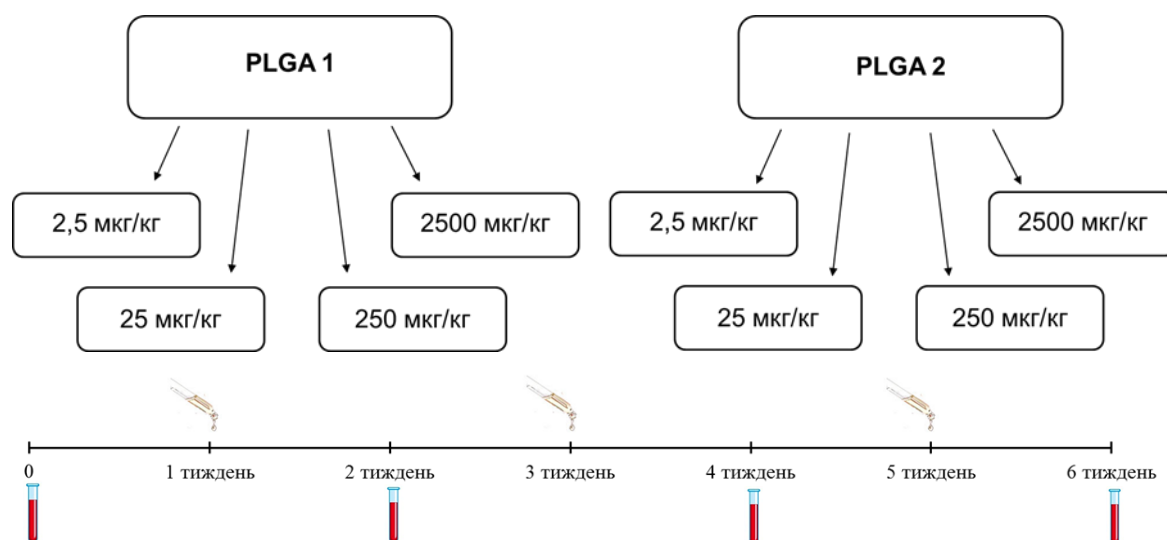 PLGA 1
PLGA 2
2,5 мкг/кг
2500 мкг/кг
2,5 мкг/кг
2500 мкг/кг
25 мкг/кг
250 мкг/кг
25 мкг/кг
250 мкг/кг
0
1 тиждень
2 тиждень
3 тиждень
4 тиждень
5 тиждень
6 тиждень